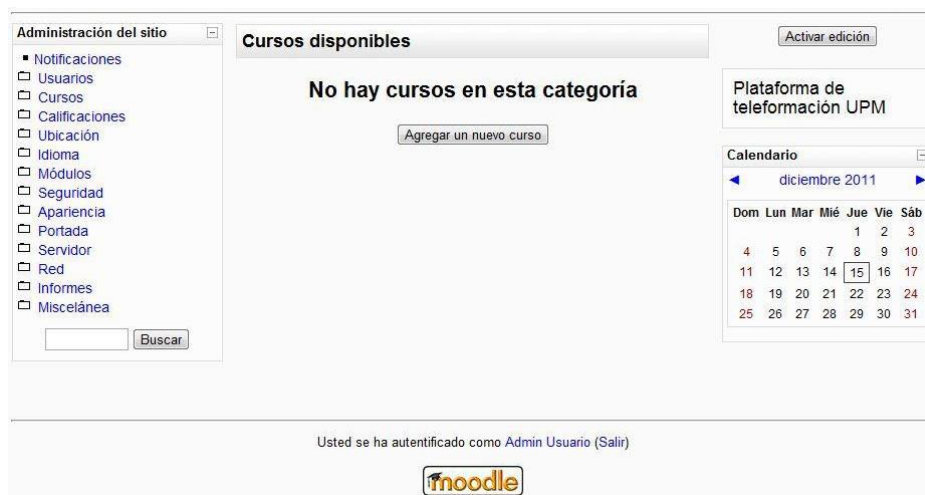 Administración del sitio
Notificaciones
Usuarios
Cursos
Calificaciones
Ubicación
Idioma
Módulos
Seguridad
Apariencia
Portada
Servidor
Red
Informes
Miscelánea
Buscar
Cursos disponibles
No hay cursos en esta categoría
Agregar un nuevo curso
Activar edición
Plataforma de
teleformación UPM
Calendario
diciembre 2011
Dom Lun Mar Mié Jue Vie Sáb
1 2 3
4 5 6 7 8 9 10
11 12 13 14 15 16 17
18 19 20 21 22 23 24
25 26 27 28 29 30 31
Usted se ha autentificado como Admin Usuario (Salir)
moodle